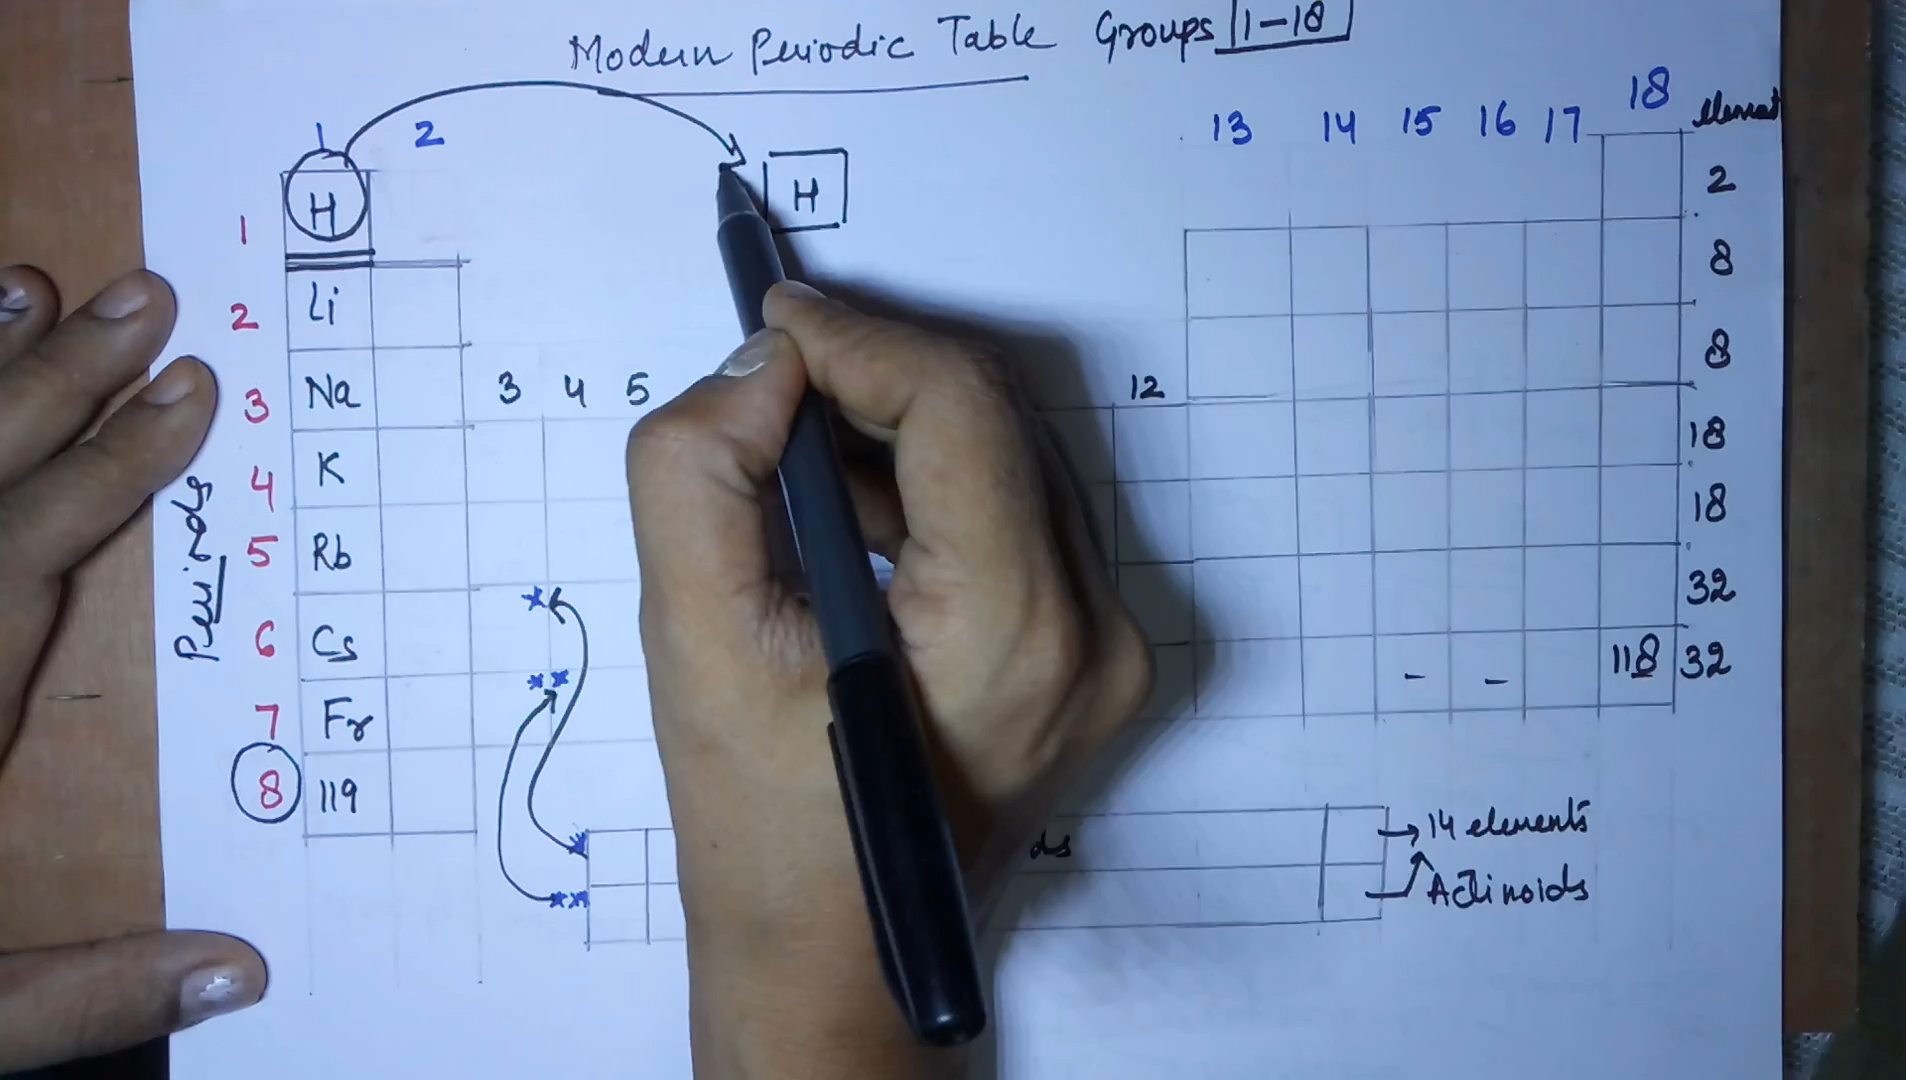 Modern Periodic Table Groups 1-18
1 2 13 14 15 16 17 18
H H 2
1
Li 8
2
Na 3 4 5 12 8
3
K 18
4
Rb 18
5
* 32
Cs
6
** - - 118 32
Fr
7
8 119
Periods
* ds 14 elements
** Actinoids